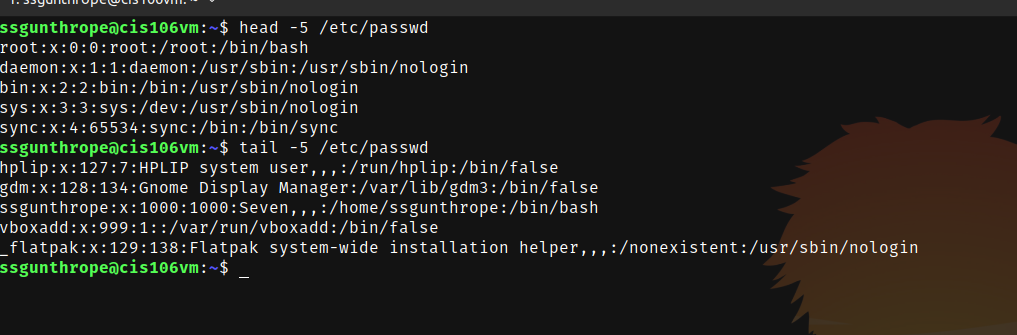 ssgunthrope@cis106vm:~$ head -5 /etc/passwd
root:x:0:0:root:/root:/bin/bash
daemon:x:1:1:daemon:/usr/sbin:/usr/sbin/nologin
bin:x:2:2:bin:/bin:/usr/sbin/nologin
sys:x:3:3:sys:/dev:/usr/sbin/nologin
sync:x:4:65534:sync:/bin:/bin/sync
ssgunthrope@cis106vm:~$ tail -5 /etc/passwd
hplip:x:127:7:HPLIP system user,,,:/run/hplip:/bin/false
gdm:x:128:134:Gnome Display Manager:/var/lib/gdm3:/bin/false
ssgunthrope:x:1000:1000:Seven,,,:/home/ssgunthrope:/bin/bash
vboxadd:x:999:1::/var/run/vboxadd:/bin/false
_flatpak:x:129:138:Flatpak system-wide installation helper,,,:/nonexistent:/usr/sbin/nologin
ssgunthrope@cis106vm:~$ _